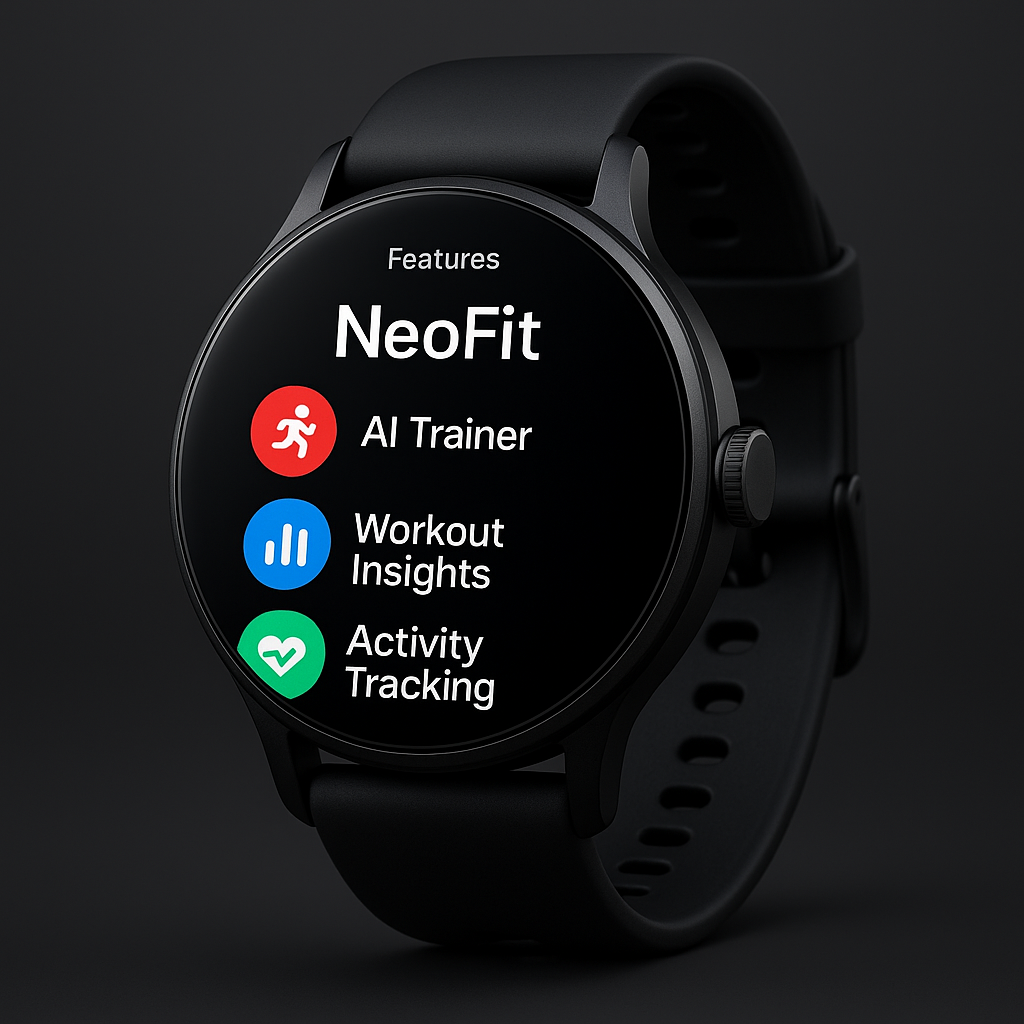 Features
NeoFit
AI Trainer
Workout
Insights
Activity
Tracking